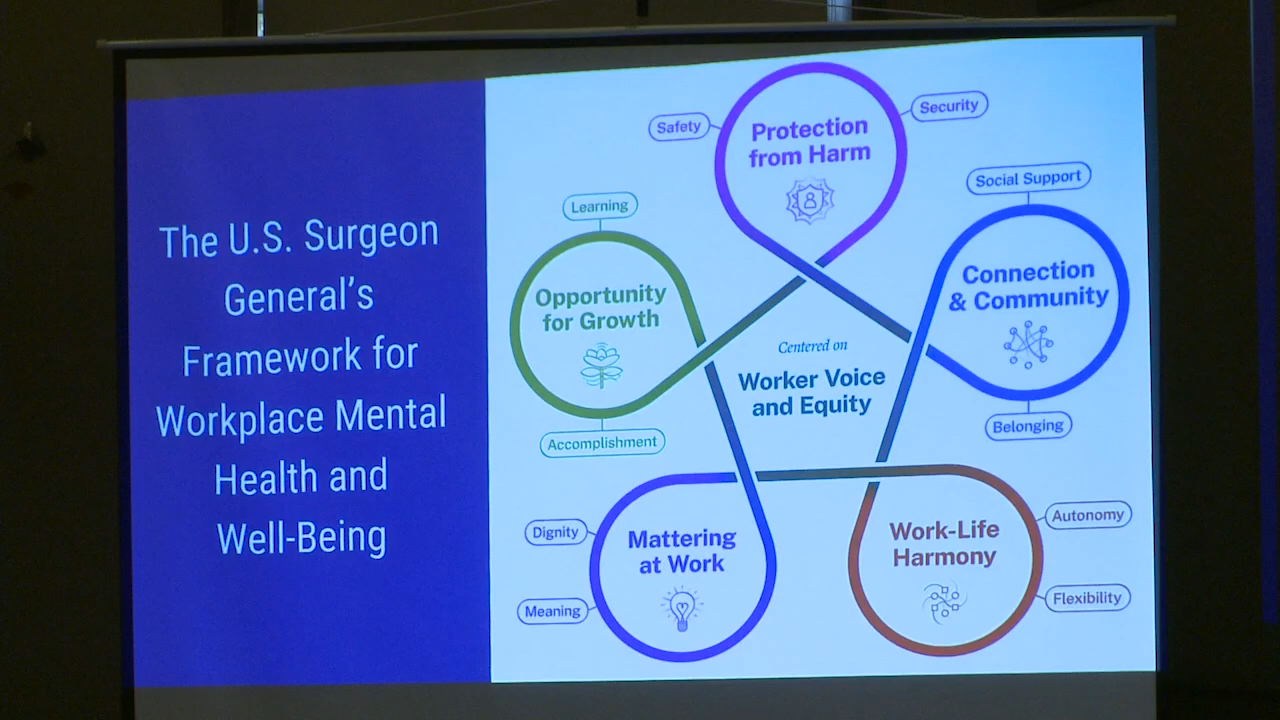 The U.S. Surgeon
General's
Framework for
Workplace Mental
Health and
Well-Being
Safety
Protection
from Harm
Security
Social Support
Connection
& Community
Belonging
Learning
Opportunity
for Growth
Accomplishment
Centered on
Worker Voice
and Equity
Dignity
Mattering
at Work
Meaning
Work-Life
Harmony
Autonomy
Flexibility